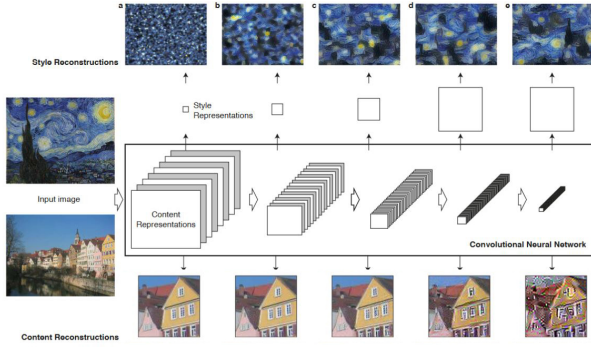 a b c d e
Style Reconstructions
Style
Representations
Input image
Content
Representations
Convolutional Neural Network
Content Reconstructions